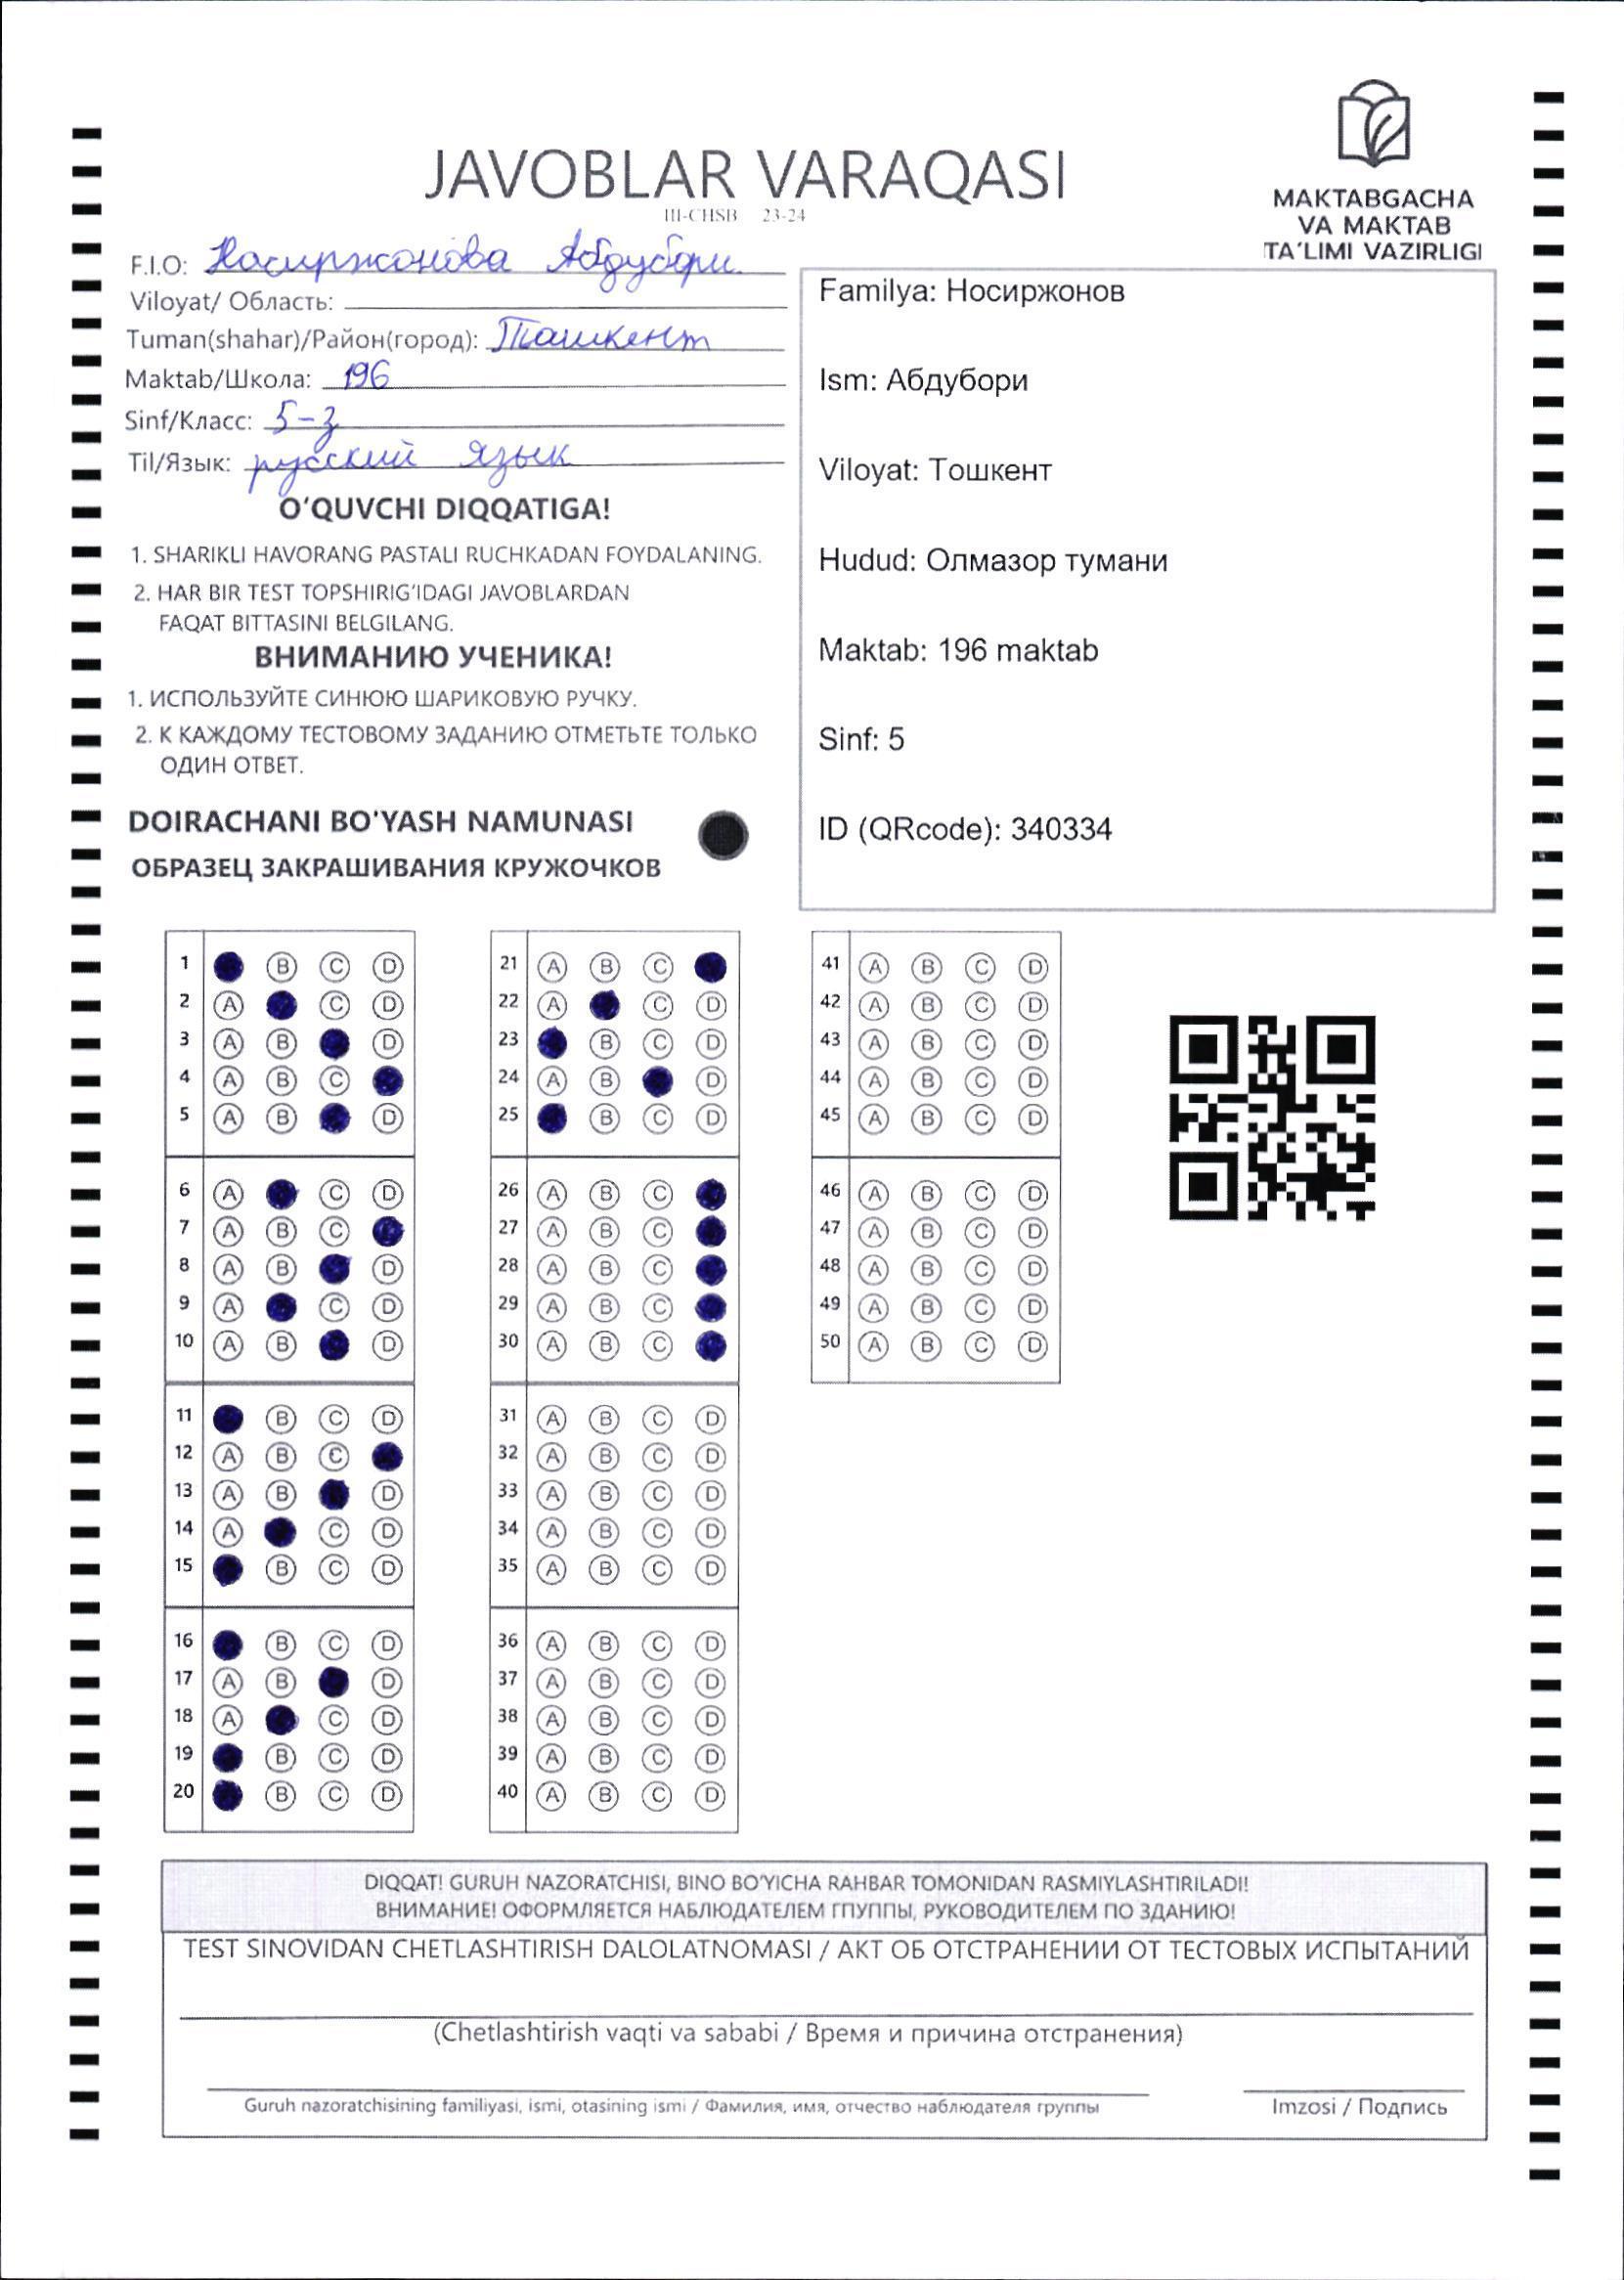 JAVOBLAR VARAQASI
III-CHSB 23-24
MAKTABGACHA
VA MAKTAB
TA'LIMI VAZIRLIGI
F.I.O: Носиржонова Абдубори
Viloyat/ Область:
Tuman(shahar)/Район(город): Ташкент
Maktab/Школа: 196
Sinf/Класс: 5-з
Til/Язык: русский язык
O'QUVCHI DIQQATIGA!
1. SHARIKLI HAVORANG PASTALI RUCHKADAN FOYDALANING.
2. HAR BIR TEST TOPSHIRIG'IDAGI JAVOBLARDAN
FAQAT BITTASINI BELGILANG.
ВНИМАНИЮ УЧЕНИКА!
1. ИСПОЛЬЗУЙТЕ СИНЮЮ ШАРИКОВУЮ РУЧКУ.
2. К КАЖДОМУ ТЕСТОВОМУ ЗАДАНИЮ ОТМЕТЬТЕ ТОЛЬКО
ОДИН ОТВЕТ.
DOIRACHANI BO'YASH NAMUNASI
ОБРАЗЕЦ ЗАКРАШИВАНИЯ КРУЖОЧКОВ
Familya: Носиржонов
Ism: Абдубори
Viloyat: Тошкент
Hudud: Олмазор тумани
Maktab: 196 maktab
Sinf: 5
ID (QRcode): 340334
1 B C D
2 A C D
3 A B D
4 A B C
5 A B D
6 A C D
7 A B C
8 A B D
9 A C D
10 A B D
11 B C D
12 A B C
13 A B D
14 A C D
15 B C D
16 B C D
17 A B D
18 A C D
19 B C D
20 B C D
21 A B C
22 A C D
23 B C D
24 A B D
25 B C D
26 A B C
27 A B C
28 A B C
29 A B C
30 A B C
31 A B C D
32 A B C D
33 A B C D
34 A B C D
35 A B C D
36 A B C D
37 A B C D
38 A B C D
39 A B C D
40 A B C D
41 A B C D
42 A B C D
43 A B C D
44 A B C D
45 A B C D
46 A B C D
47 A B C D
48 A B C D
49 A B C D
50 A B C D
DIQQAT! GURUH NAZORATCHISI, BINO BO'YICHA RAHBAR TOMONIDAN RASMIYLASHTIRILADI!
ВНИМАНИЕ! ОФОРМЛЯЕТСЯ НАБЛЮДАТЕЛЕМ ГПУППЫ, РУКОВОДИТЕЛЕМ ПО ЗДАНИЮ!
TEST SINOVIDAN CHETLASHTIRISH DALOLATNOMASI / АКТ ОБ ОТСТРАНЕНИИ ОТ ТЕСТОВЫХ ИСПЫТАНИЙ
(Chetlashtirish vaqti va sababi / Время и причина отстранения)
Guruh nazoratchisining familiyasi, ismi, otasining ismi / Фамилия, имя, отчество наблюдателя группы
Imzosi / Подпись